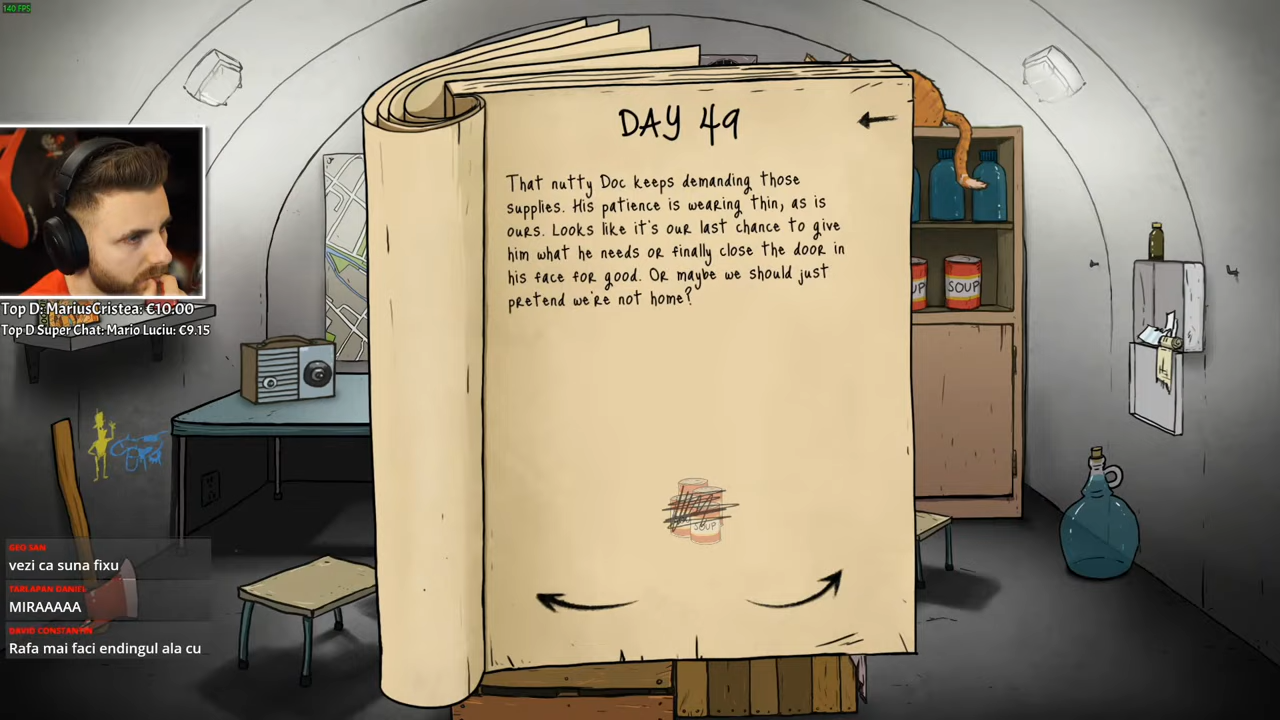 140 FPS
DAY 49
That nutty Doc keeps demanding those
supplies. His patience is wearing thin, as is
ours. Looks like it's our last chance to give
him what he needs or finally close the door in
his face for good. Or maybe we should just
pretend we're not home?
SOUP
UP
SOUP
Top D: MariusCristea: €10.00
Top D Super Chat: Mario Luciu: €9.15
GEO SAN
vezi ca suna fixu
TARLAPAN DANIEL
MIRAAAAA
DAVID CONSTANTIN
Rafa mai faci endingul ala cu